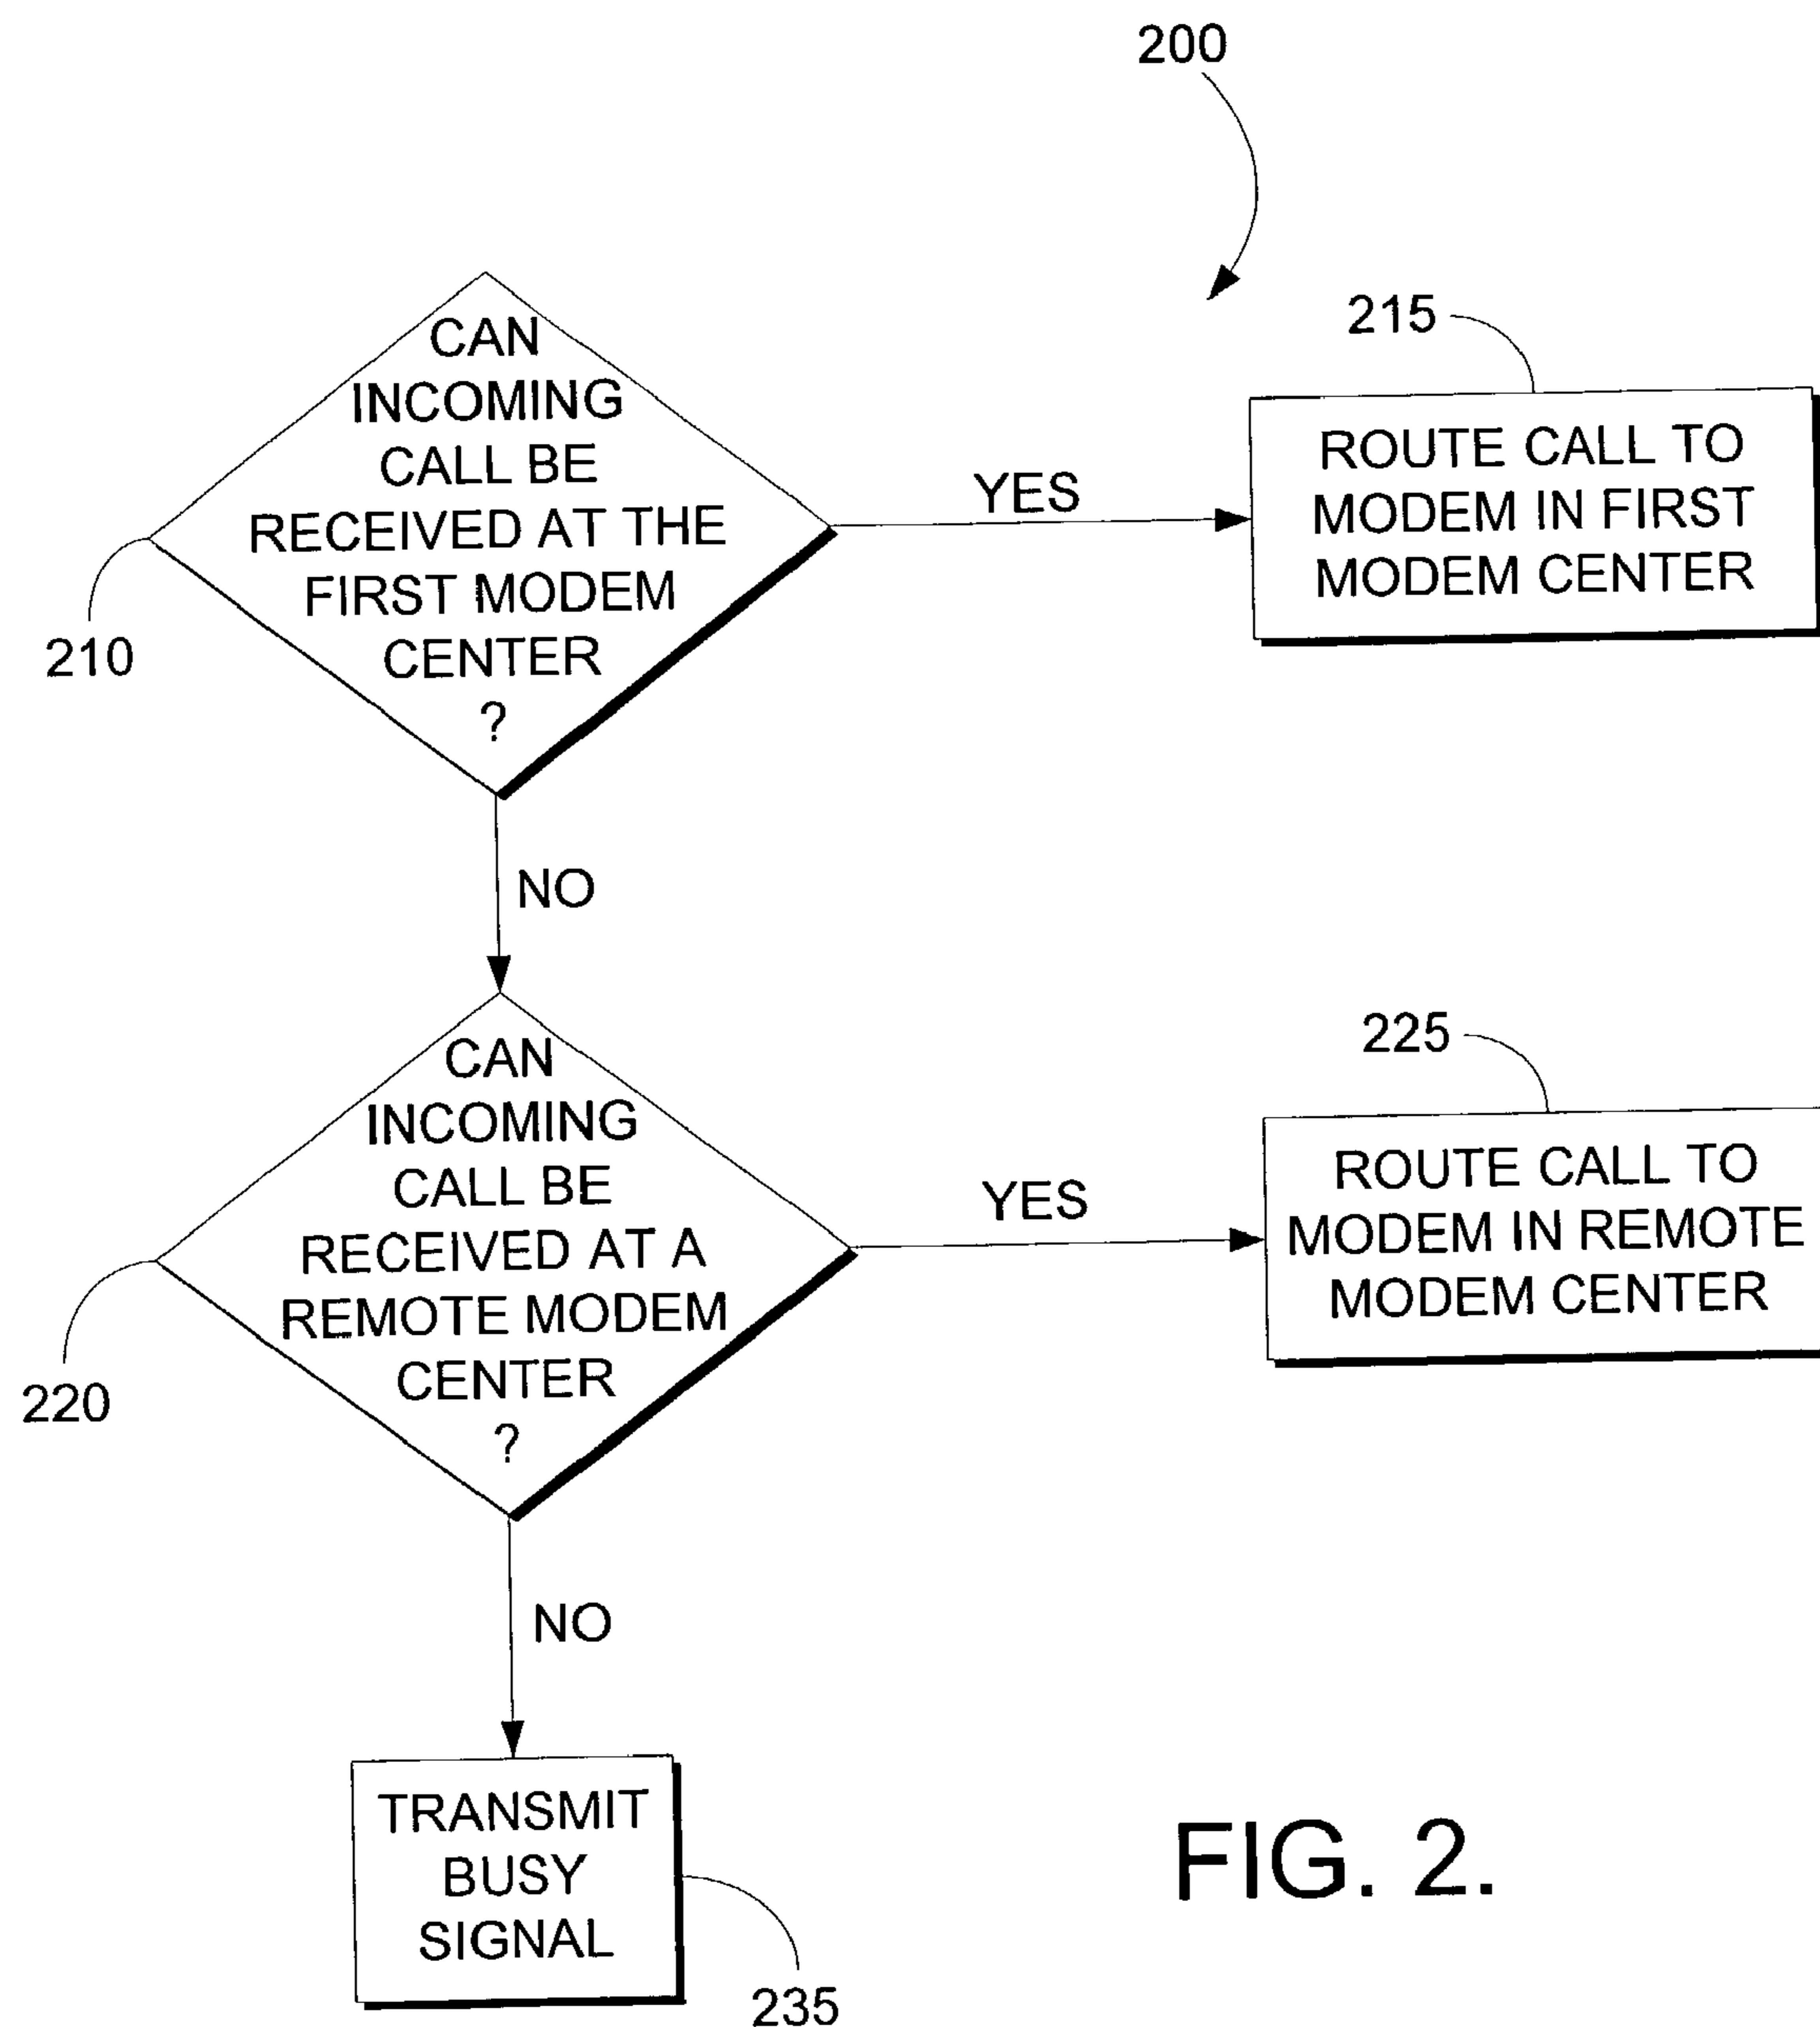 200
CAN
INCOMING
CALL BE
RECEIVED AT THE
FIRST MODEM
CENTER
?
210
YES
215
ROUTE CALL TO
MODEM IN FIRST
MODEM CENTER
NO
CAN
INCOMING
CALL BE
RECEIVED AT A
REMOTE MODEM
CENTER
?
220
YES
225
ROUTE CALL TO
MODEM IN REMOTE
MODEM CENTER
NO
TRANSMIT
BUSY
SIGNAL
235
FIG. 2.